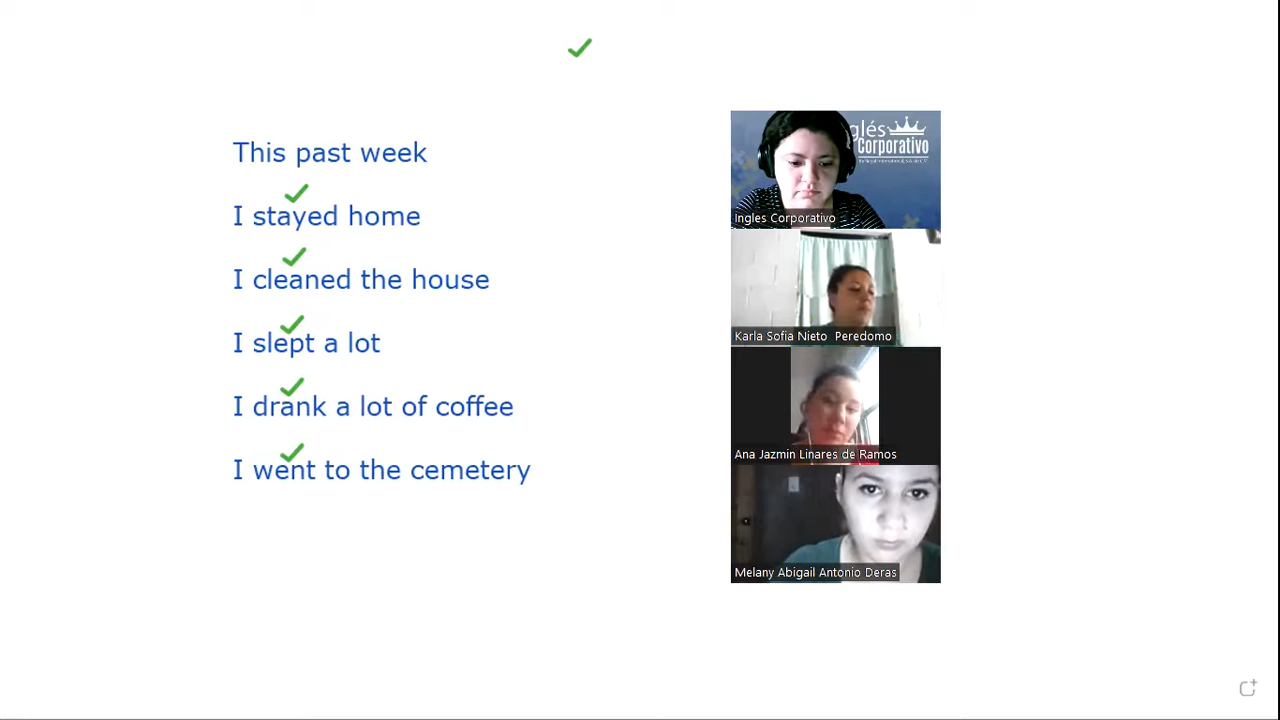 This past week
I stayed home
I cleaned the house
I slept a lot
I drank a lot of coffee
I went to the cemetery
glés
Corporativo
Ingles Corporativo
Karla Sofia Nieto Peredomo
Ana Jazmin Linares de Ramos
Melany Abigail Antonio Deras